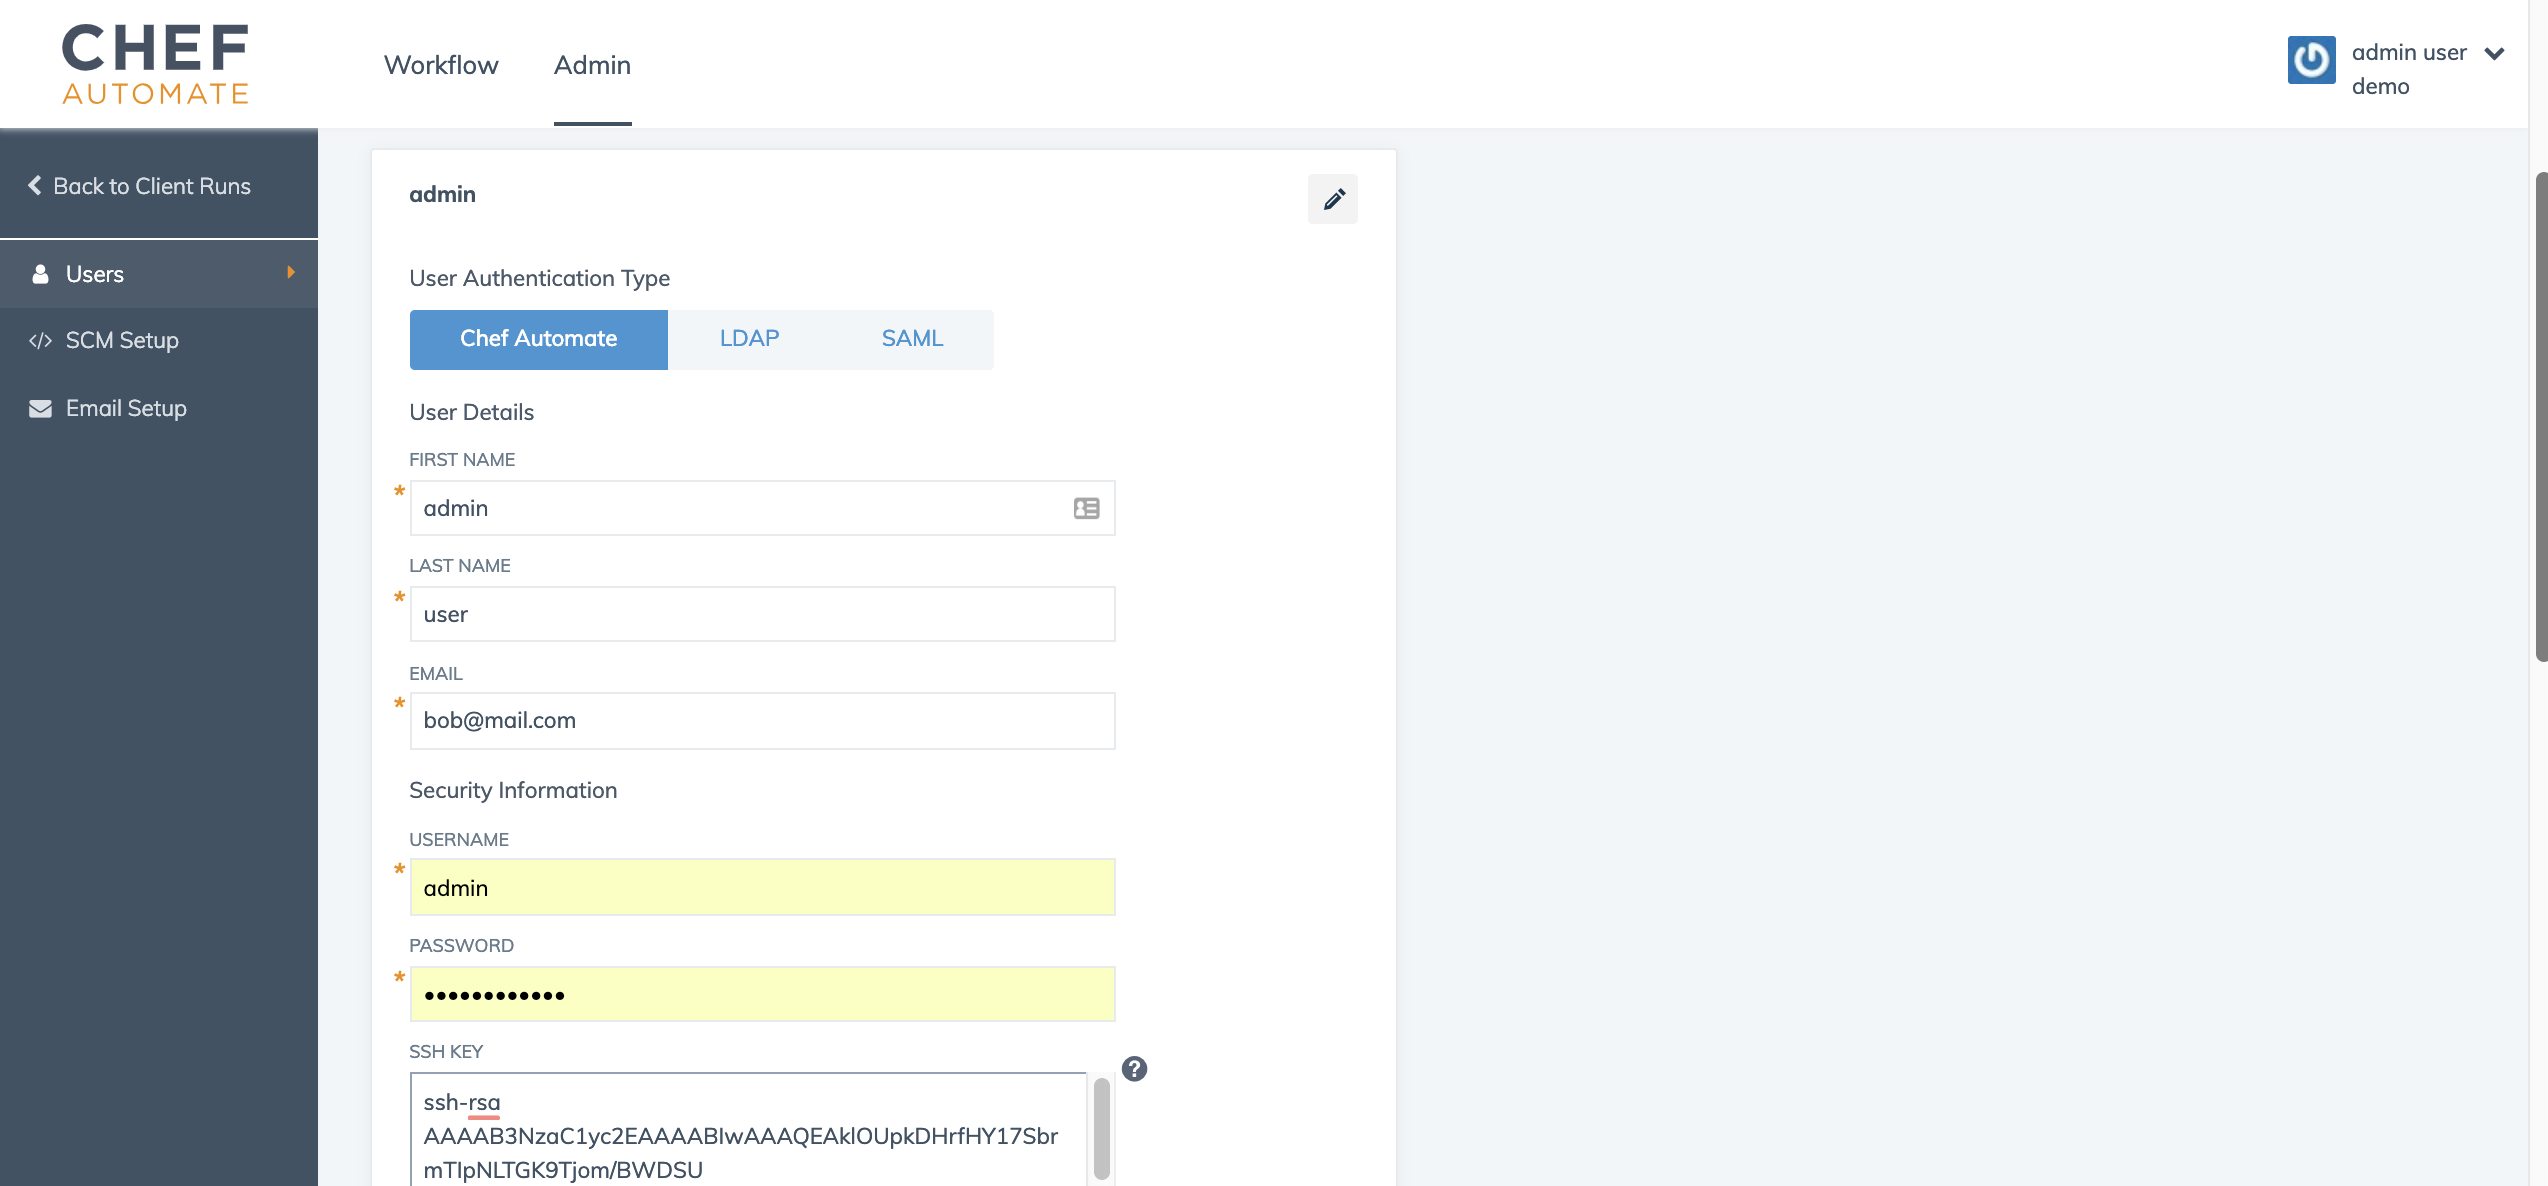 CHEF
AUTOMATE
Workflow
Admin
admin user
demo
Back to Client Runs
Users
SCM Setup
Email Setup
admin
User Authentication Type
Chef Automate
LDAP
SAML
User Details
FIRST NAME
* admin
LAST NAME
* user
EMAIL
* bob@mail.com
Security Information
USERNAME
* admin
PASSWORD
* ••••••••••••
SSH KEY
?
ssh-rsa
AAAAB3NzaC1yc2EAAAABIwAAAQEAklOUpkDHrfHY17Sbr
mTIpNLTGK9Tjom/BWDSU